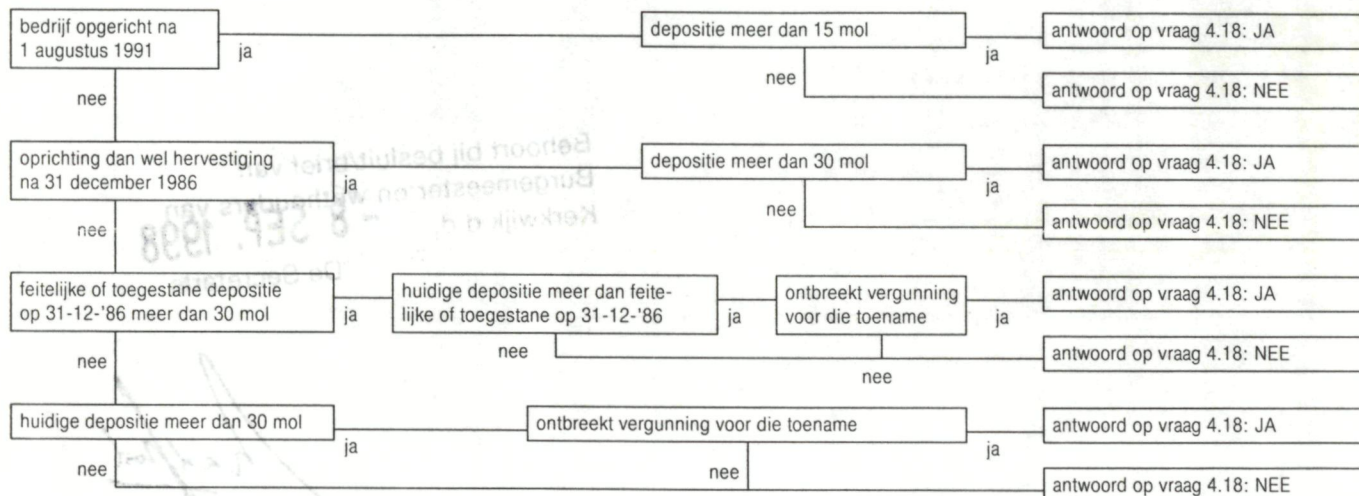 bedrijf opgericht na
1 augustus 1991
ja
depositie meer dan 15 mol
ja
antwoord op vraag 4.18: JA
nee
nee
antwoord op vraag 4.18: NEE
oprichting dan wel hervestiging
na 31 december 1986
ja
depositie meer dan 30 mol
ja
antwoord op vraag 4.18: JA
nee
nee
antwoord op vraag 4.18: NEE
Behoort bij besluit/brief van
Burgemeester en wethouders van
Kerkwijk d.d.
- 8 SEP. 1998
De Secretaris
feitelijke of toegestane depositie
op 31-12-'86 meer dan 30 mol
ja
huidige depositie meer dan feite-
lijke of toegestane op 31-12-'86
ja
ontbreekt vergunning
voor die toename
ja
antwoord op vraag 4.18: JA
nee
nee
nee
antwoord op vraag 4.18: NEE
huidige depositie meer dan 30 mol
ja
ontbreekt vergunning voor die toename
ja
antwoord op vraag 4.18: JA
nee
nee
antwoord op vraag 4.18: NEE